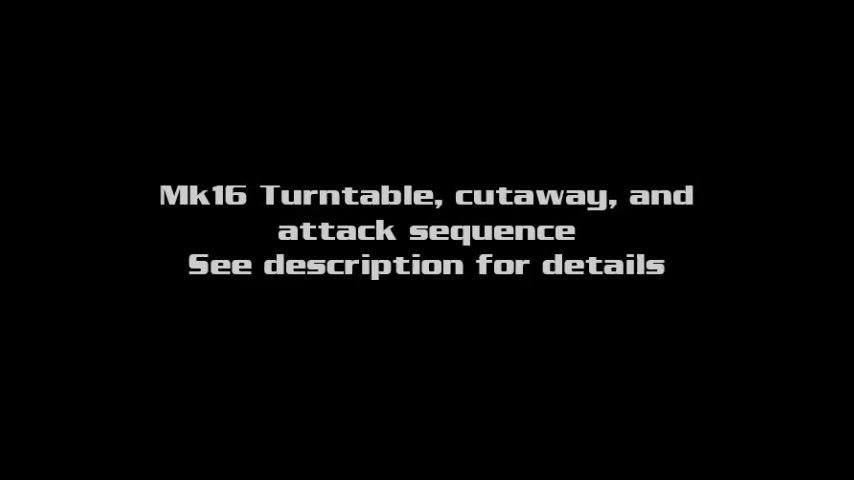 Mk16 Turntable, cutaway, and
attack sequence
See description for details